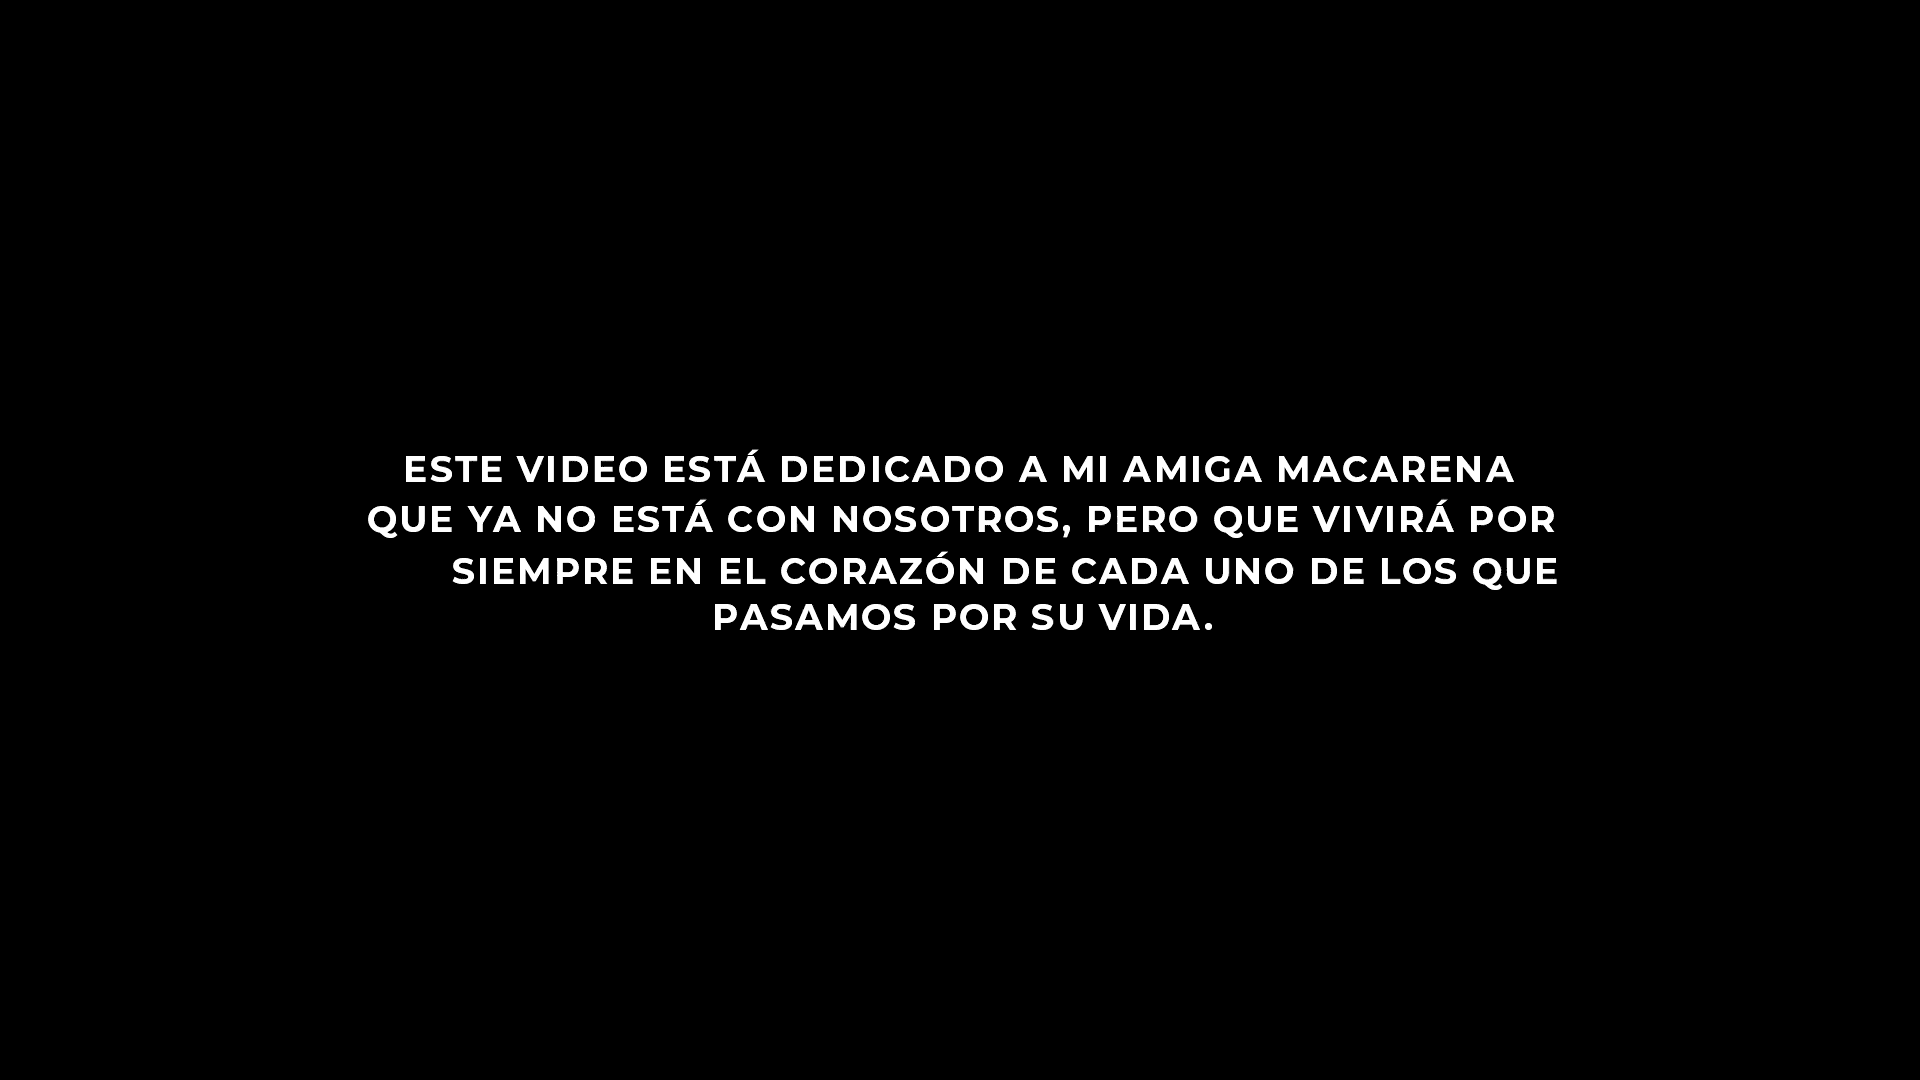 ESTE VIDEO ESTÁ DEDICADO A MI AMIGA MACARENA
QUE YA NO ESTÁ CON NOSOTROS, PERO QUE VIVIRÁ POR
SIEMPRE EN EL CORAZÓN DE CADA UNO DE LOS QUE
PASAMOS POR SU VIDA.